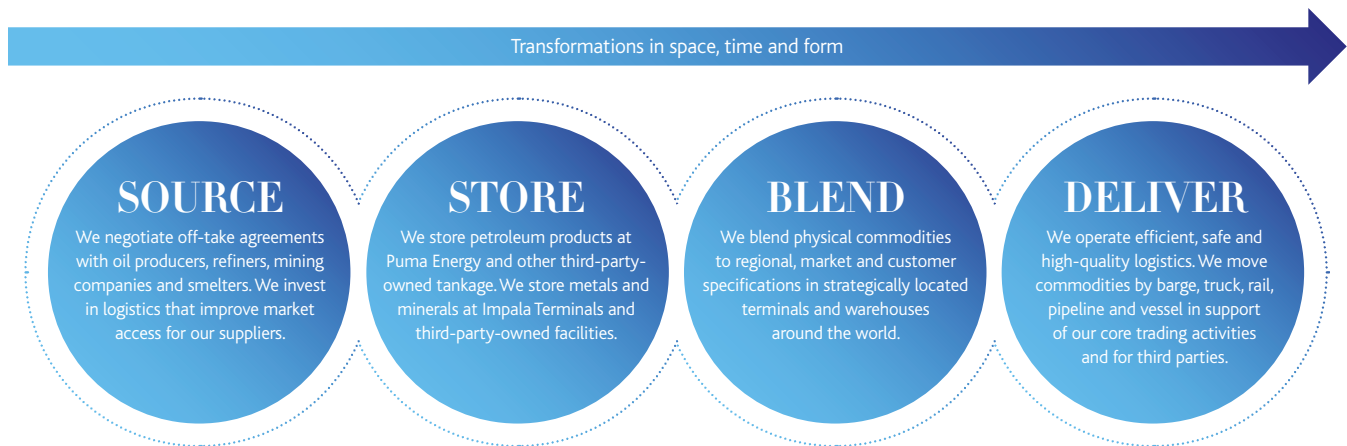 Transformations in space, time and form
SOURCE
We negotiate off-take agreements
with oil producers, refiners, mining
companies and smelters. We invest
in logistics that improve market
access for our suppliers.
STORE
We store petroleum products at
Puma Energy and other third-party-
owned tankage. We store metals and
minerals at Impala Terminals and
third-party-owned facilities.
BLEND
We blend physical commodities
to regional, market and customer
specifications in strategically located
terminals and warehouses
around the world.
DELIVER
We operate efficient, safe and
high-quality logistics. We move
commodities by barge, truck, rail,
pipeline and vessel in support
of our core trading activities
and for third parties.